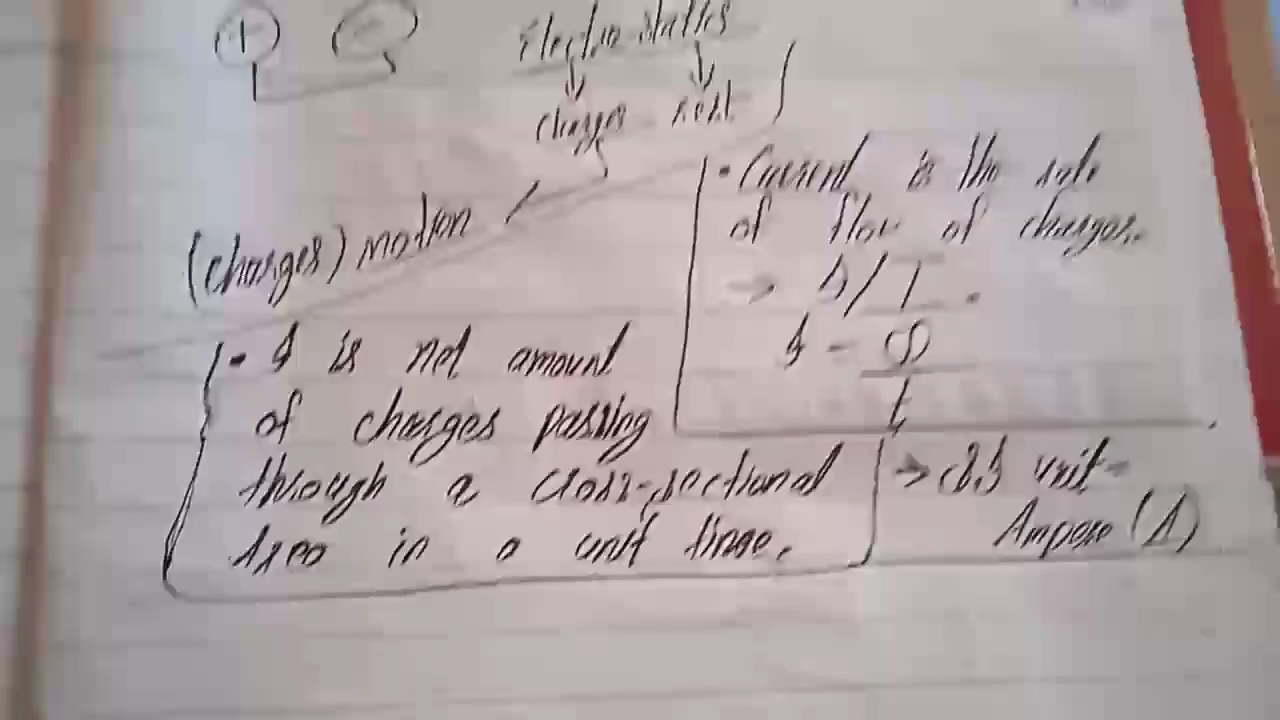 + -
Electro-statics
charges rest
(charges) motion
• Current is the rate
of flow of charges.
→ A/T.
I = Q
t
• I is net amount
of charges passing
through a cross-sectional
Area in a unit time.
→ S.I unit =
Ampere (A)